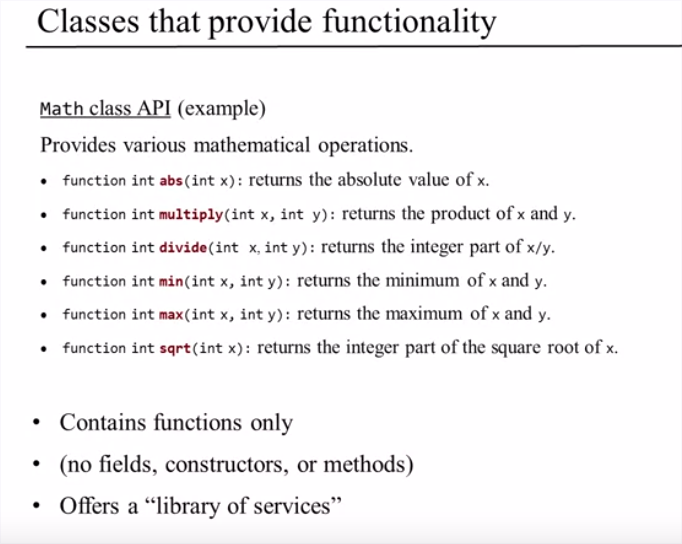 Classes that provide functionality
Math class API (example)
Provides various mathematical operations.
• function int abs(int x): returns the absolute value of x.
• function int multiply(int x, int y): returns the product of x and y.
• function int divide(int x, int y): returns the integer part of x/y.
• function int min(int x, int y): returns the minimum of x and y.
• function int max(int x, int y): returns the maximum of x and y.
• function int sqrt(int x): returns the integer part of the square root of x.
• Contains functions only
• (no fields, constructors, or methods)
• Offers a “library of services”